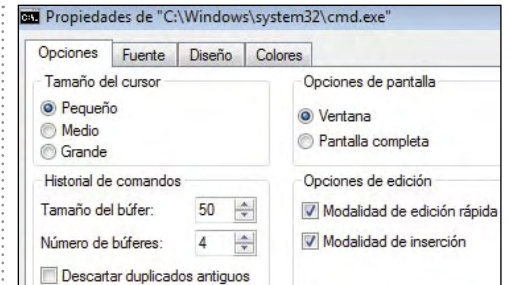 Propiedades de "C:\Windows\system32\cmd.exe"
Opciones Fuente Diseño Colores
Tamaño del cursor
Pequeño
Medio
Grande
Opciones de pantalla
Ventana
Pantalla completa
Historial de comandos
Tamaño del búfer: 50
Número de búferes: 4
Descartar duplicados antiguos
Opciones de edición
Modalidad de edición rápida
Modalidad de inserción